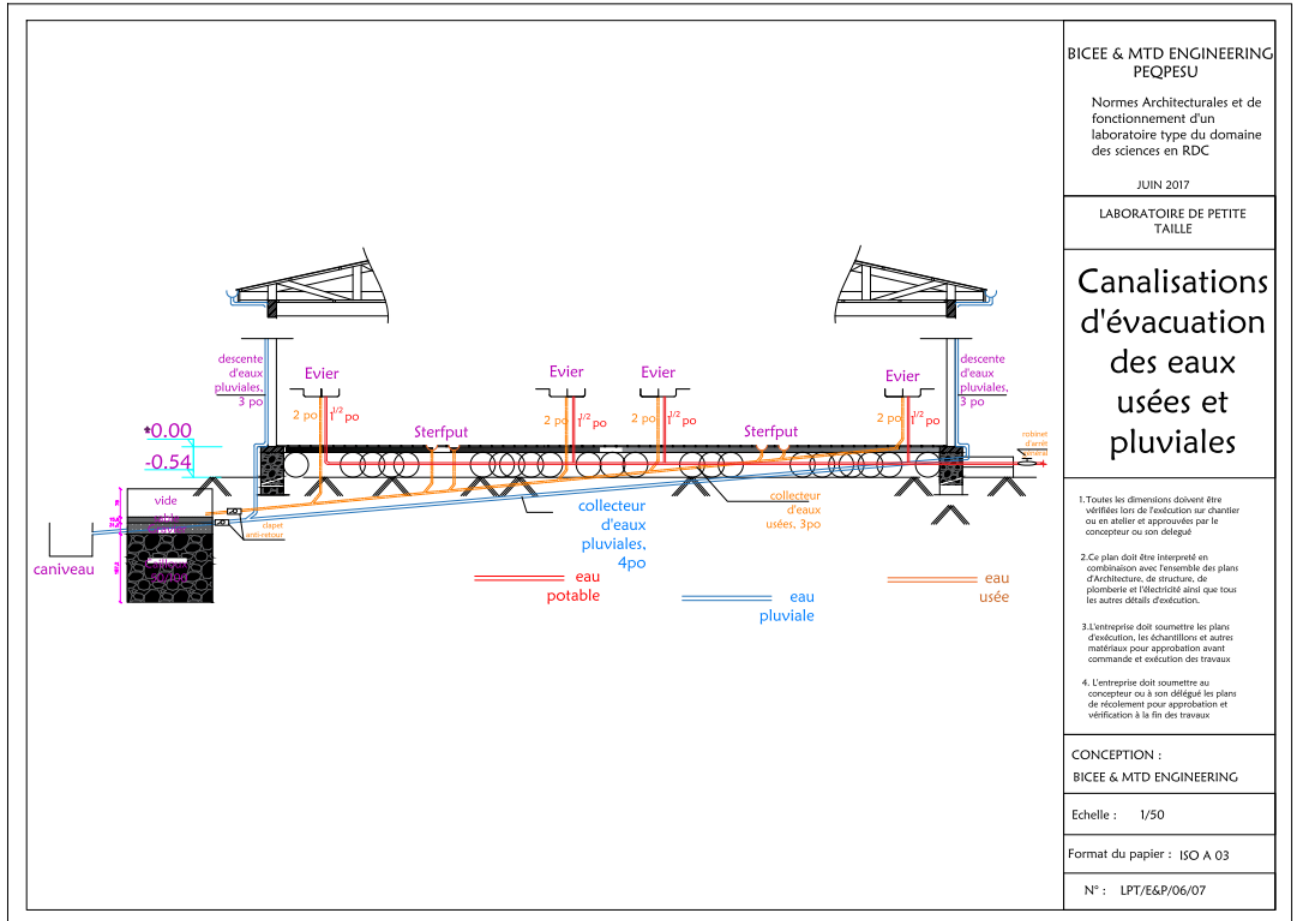 BICEE & MTD ENGINEERING
PEQPESU
Normes Architecturales et de
fonctionnement d'un
laboratoire type du domaine
des sciences en RDC
JUIN 2017
LABORATOIRE DE PETITE
TAILLE
Canalisations
d'évacuation
des eaux
usées et
pluviales
1.Toutes les dimensions doivent être
vérifiées lors de l'exécution sur chantier
ou en atelier et approuvées par le
concepteur ou son delegué
2.Ce plan doit être interpreté en
combinaison avec l'ensemble des plans
d'Architecture, de structure, de
plomberie et l'électricité ainsi que tous
les autres détails d'exécution.
3.L'entreprise doit soumettre les plans
d'exécution, les échantillons et autres
matériaux pour approbation avant
commande et exécution des travaux
4. L'entreprise doit soumettre au
concepteur ou à son délégué les plans
de récolement pour approbation et
vérification à la fin des travaux
CONCEPTION :
BICEE & MTD ENGINEERING
Echelle : 1/50
Format du papier : ISO A 03
N° : LPT/E&P/06/07
descente
d'eaux
pluviales,
3 po
Evier
Evier
Evier
Evier
descente
d'eaux
pluviales,
3 po
2 po
1 1/2 po
2 po
1 1/2 po
2 po
1 1/2 po
2 po
1 1/2 po
Sterfput
Sterfput
0.00
-0.54
robinet
d'arrêt
général
vide
clapet
anti-retour
caniveau
collecteur
d'eaux
pluviales,
4po
collecteur
d'eaux
usées, 3po
eau
potable
eau
pluviale
eau
usée